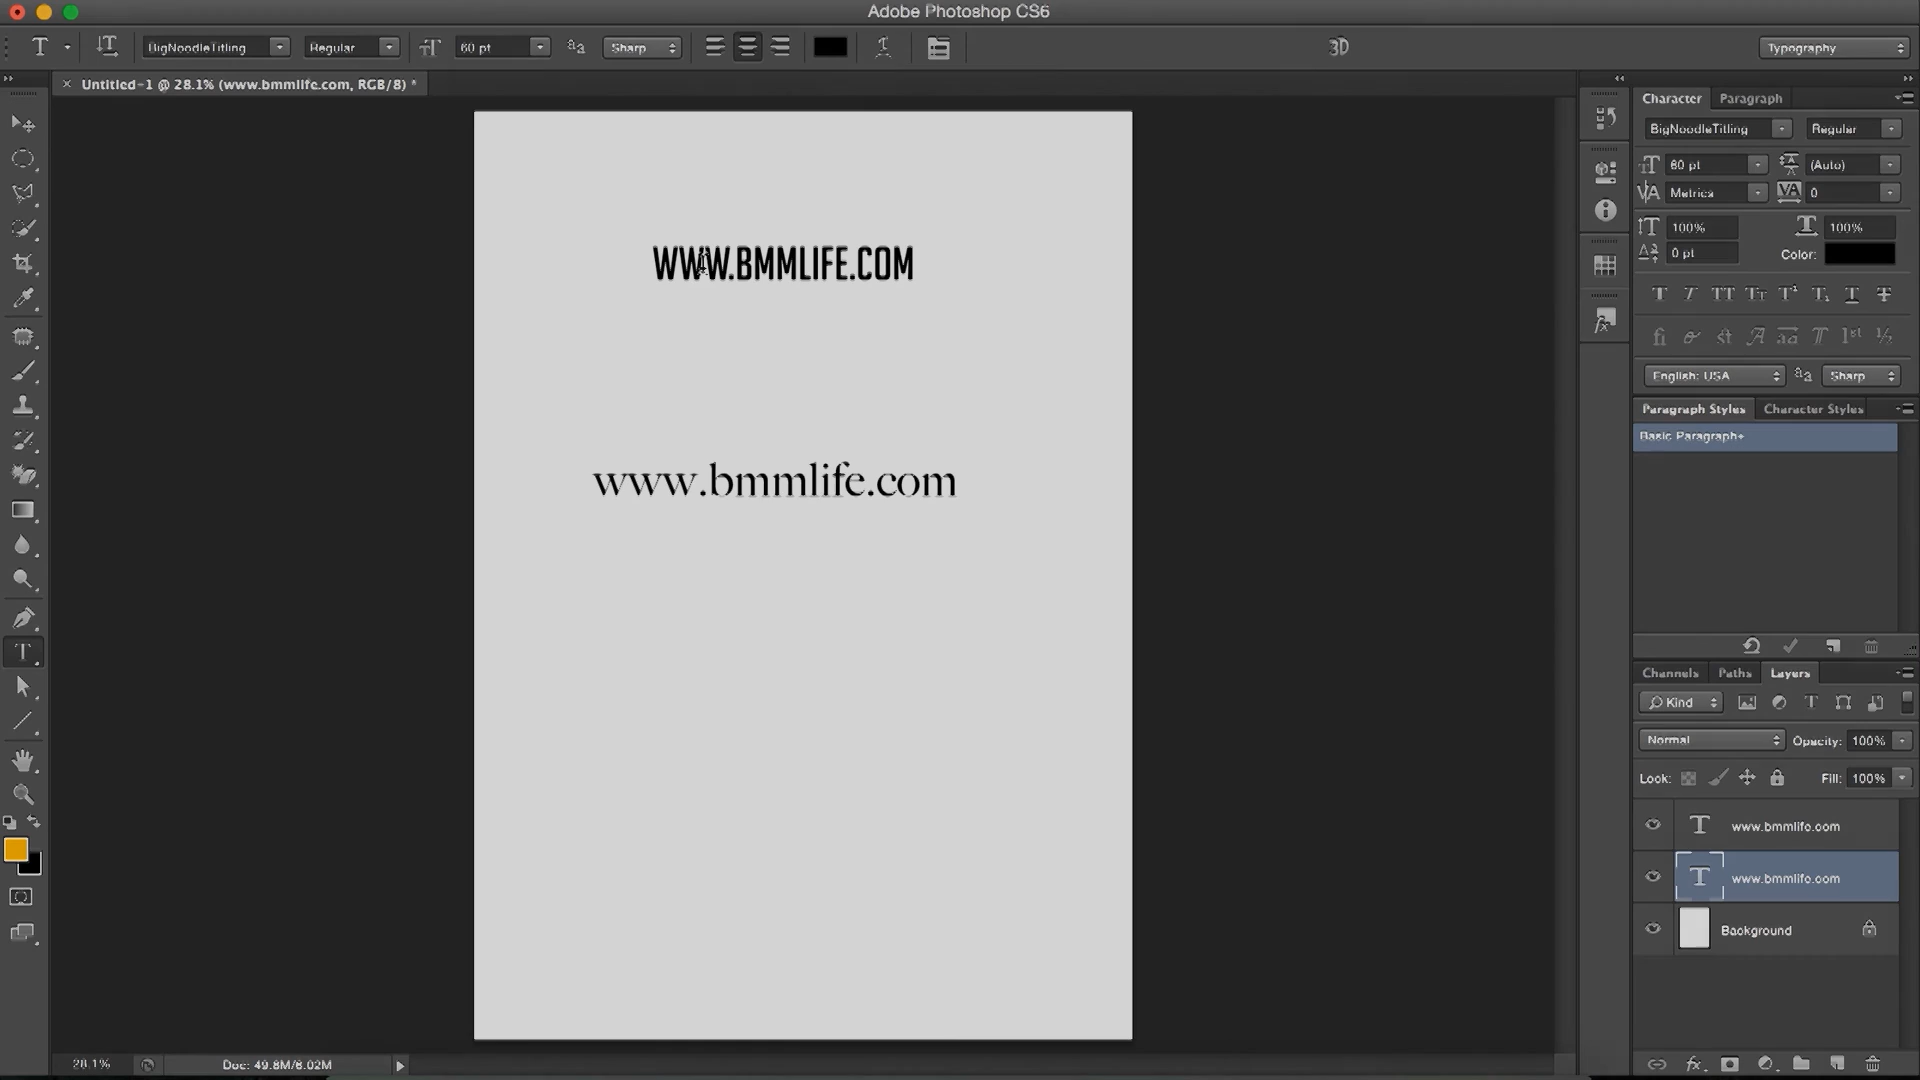 Adobe Photoshop CS6
BigNoodleTitling Regular 60 pt Sharp 3D Typography
Untitled-1 @ 28.1% (www.bmmlife.com, RGB/8) *
Character Paragraph
BigNoodleTitling Regular
60 pt (Auto)
Metrics 0
100% 100%
0 pt Color:
English: USA Sharp
Paragraph Styles Character Styles
Basic Paragraph+
WWW.BMMLIFE.COM
www.bmmlife.com
Channels Paths Layers
Kind
Normal Opacity: 100%
Lock: Fill: 100%
www.bmmlife.com
www.bmmlife.com
Background
28.1% Doc: 49.8M/6.02M